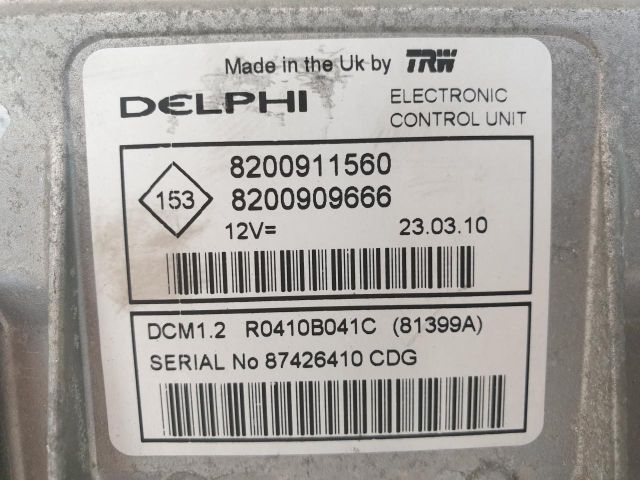 Made in the Uk by TRW
DELPHI
ELECTRONIC
CONTROL UNIT
153
8200911560
8200909666
12V=
23.03.10
DCM1.2 R0410B041C (81399A)
SERIAL No 87426410 CDG